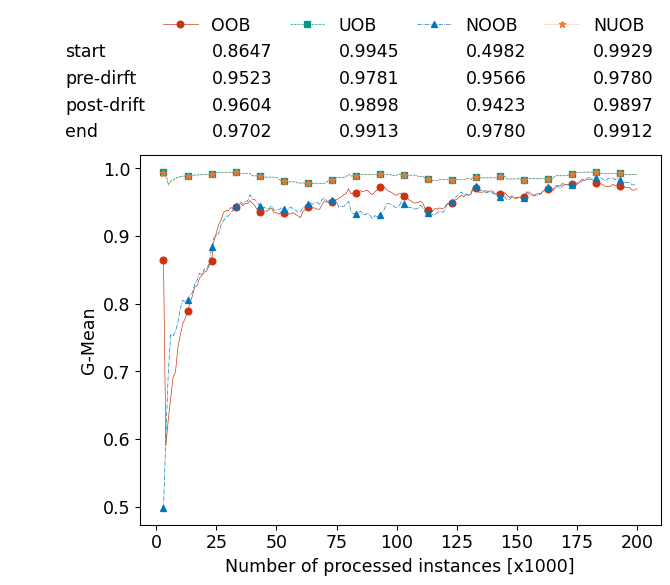 OOB UOB NOOB NUOB
start 0.8647 0.9945 0.4982 0.9929
pre-dirft 0.9523 0.9781 0.9566 0.9780
post-drift 0.9604 0.9898 0.9423 0.9897
end 0.9702 0.9913 0.9780 0.9912
1.0
0.9
0.8
0.7
0.6
0.5
G-Mean
0 25 50 75 100 125 150 175 200
Number of processed instances [x1000]